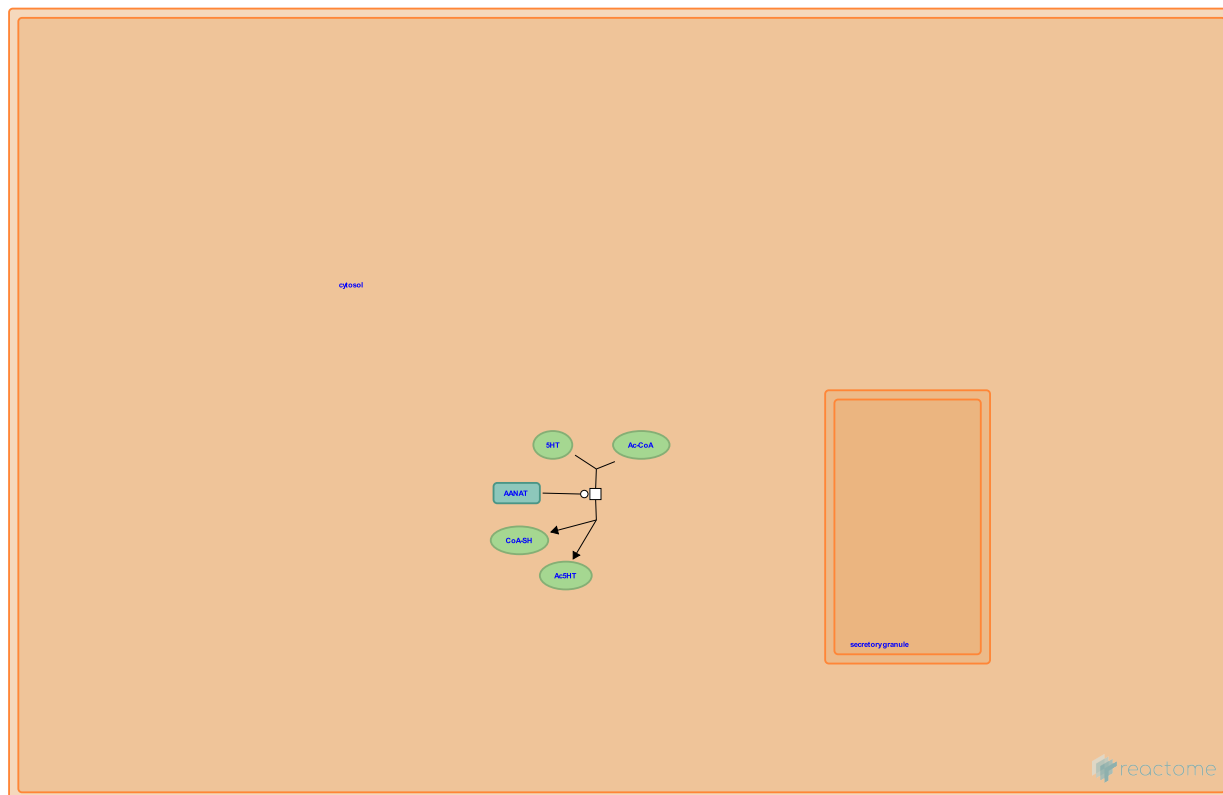 cytosol
5HT
Ac-CoA
AANAT
CoA-SH
Ac5HT
secretory granule
reactome